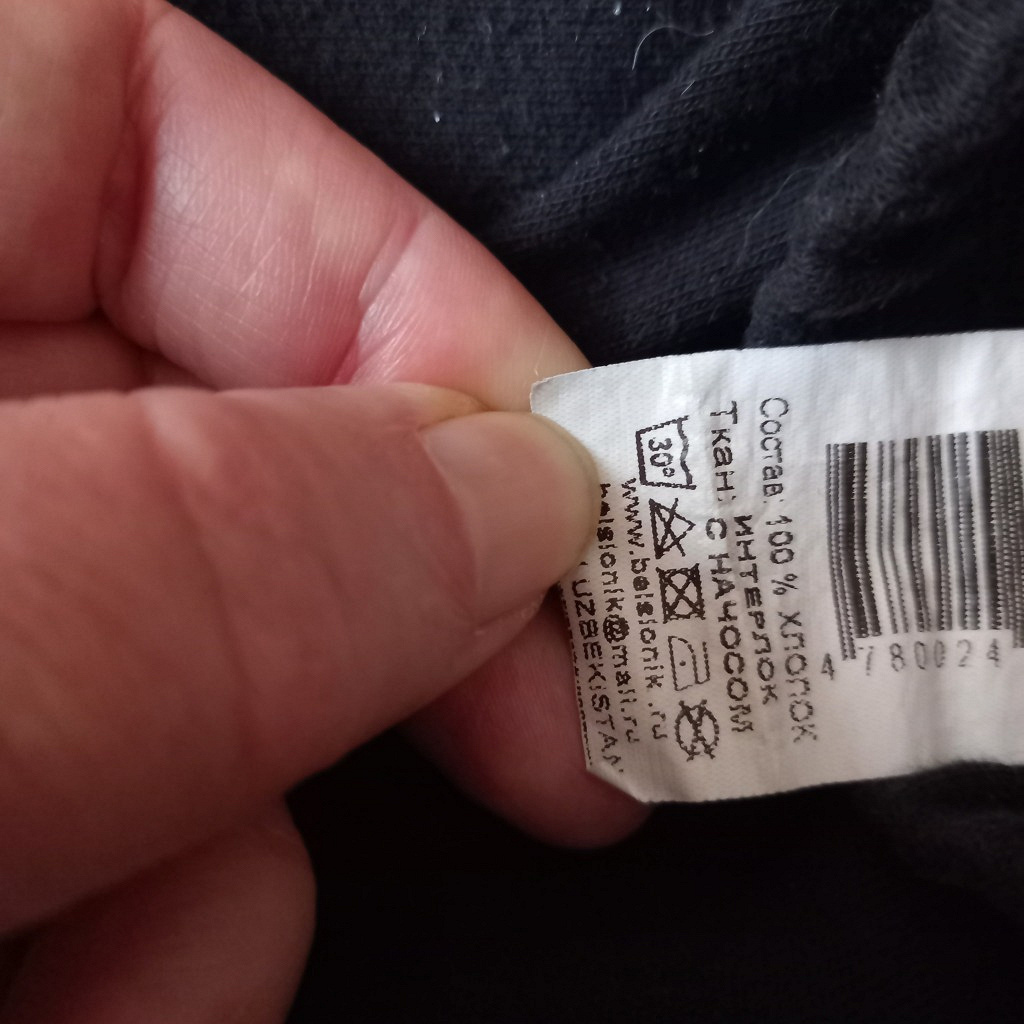 4 780024
Состав: 100 % ХЛОПОК
Ткань: ИНТЕРЛОК
С НАЧОСОМ
30°
www.belsionik.ru
belsionik@mail.ru
UZBEKISTAN